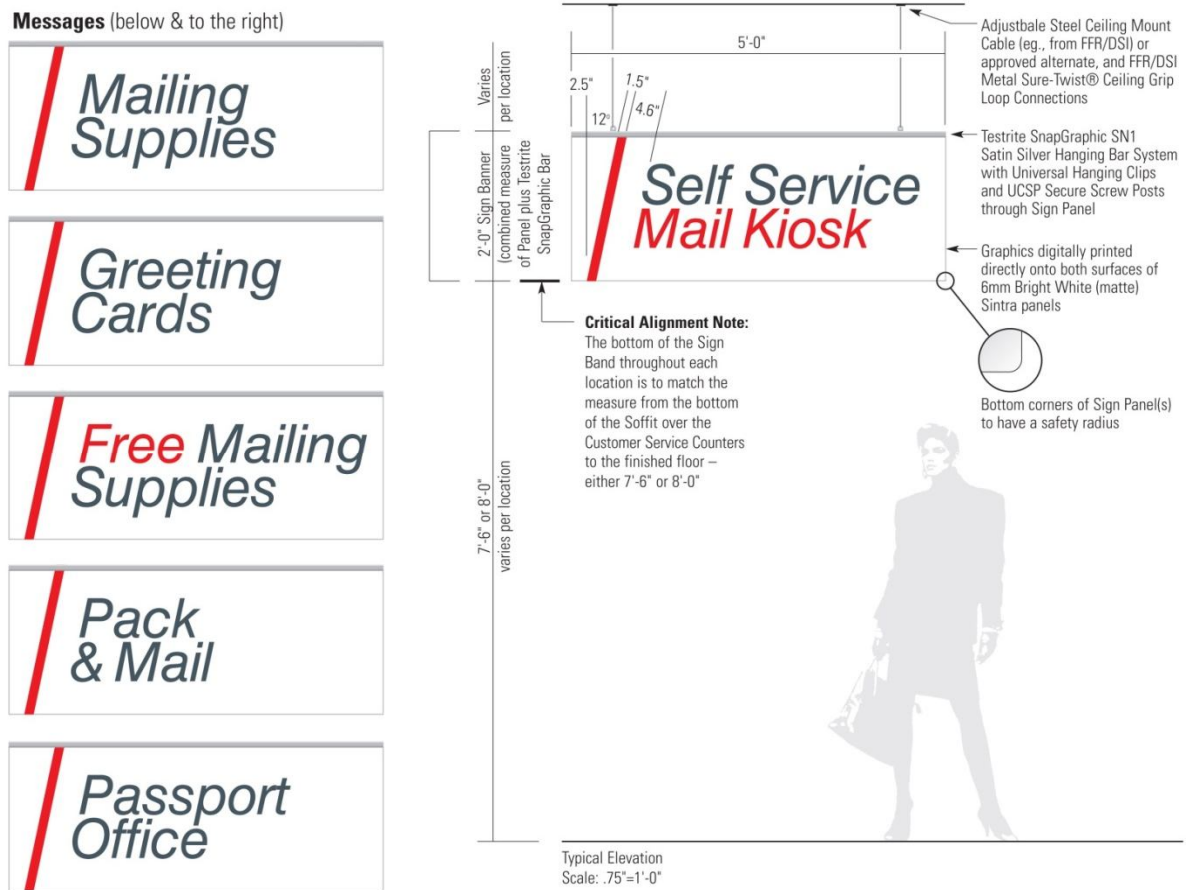 Messages (below & to the right)
Mailing
Supplies
Greeting
Cards
Free Mailing
Supplies
Pack
& Mail
Passport
Office
5'-0"
2.5"
1.5"
4.6"
12°
Varies
per location
2'-0" Sign Banner
(combined measure
of Panel plus Testrite
SnapGraphic Bar
Self Service
Mail Kiosk
Critical Alignment Note:
The bottom of the Sign
Band throughout each
location is to match the
measure from the bottom
of the Soffit over the
Customer Service Counters
to the finished floor –
either 7'-6" or 8'-0"
7'-6" or 8'-0"
varies per location
Adjustbale Steel Ceiling Mount
Cable (eg., from FFR/DSI) or
approved alternate, and FFR/DSI
Metal Sure-Twist® Ceiling Grip
Loop Connections
Testrite SnapGraphic SN1
Satin Silver Hanging Bar System
with Universal Hanging Clips
and UCSP Secure Screw Posts
through Sign Panel
Graphics digitally printed
directly onto both surfaces of
6mm Bright White (matte)
Sintra panels
Bottom corners of Sign Panel(s)
to have a safety radius
Typical Elevation
Scale: .75"=1'-0"